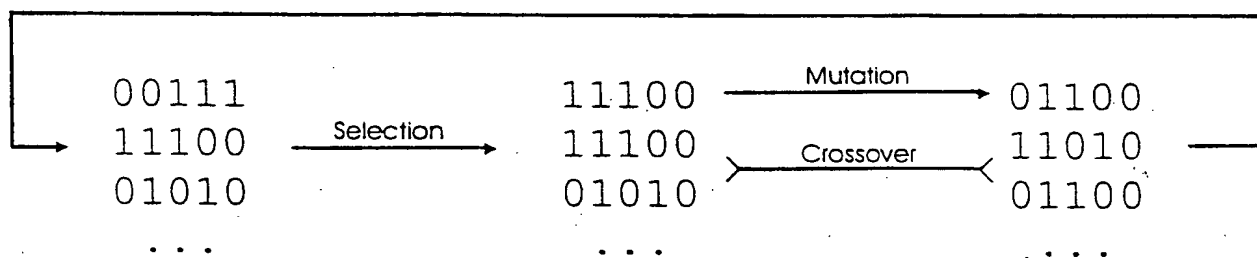 00111 11100 Mutation 01100
11100 Selection 11100 Crossover 11010
01010 01010 01100
. . . . . . . . .